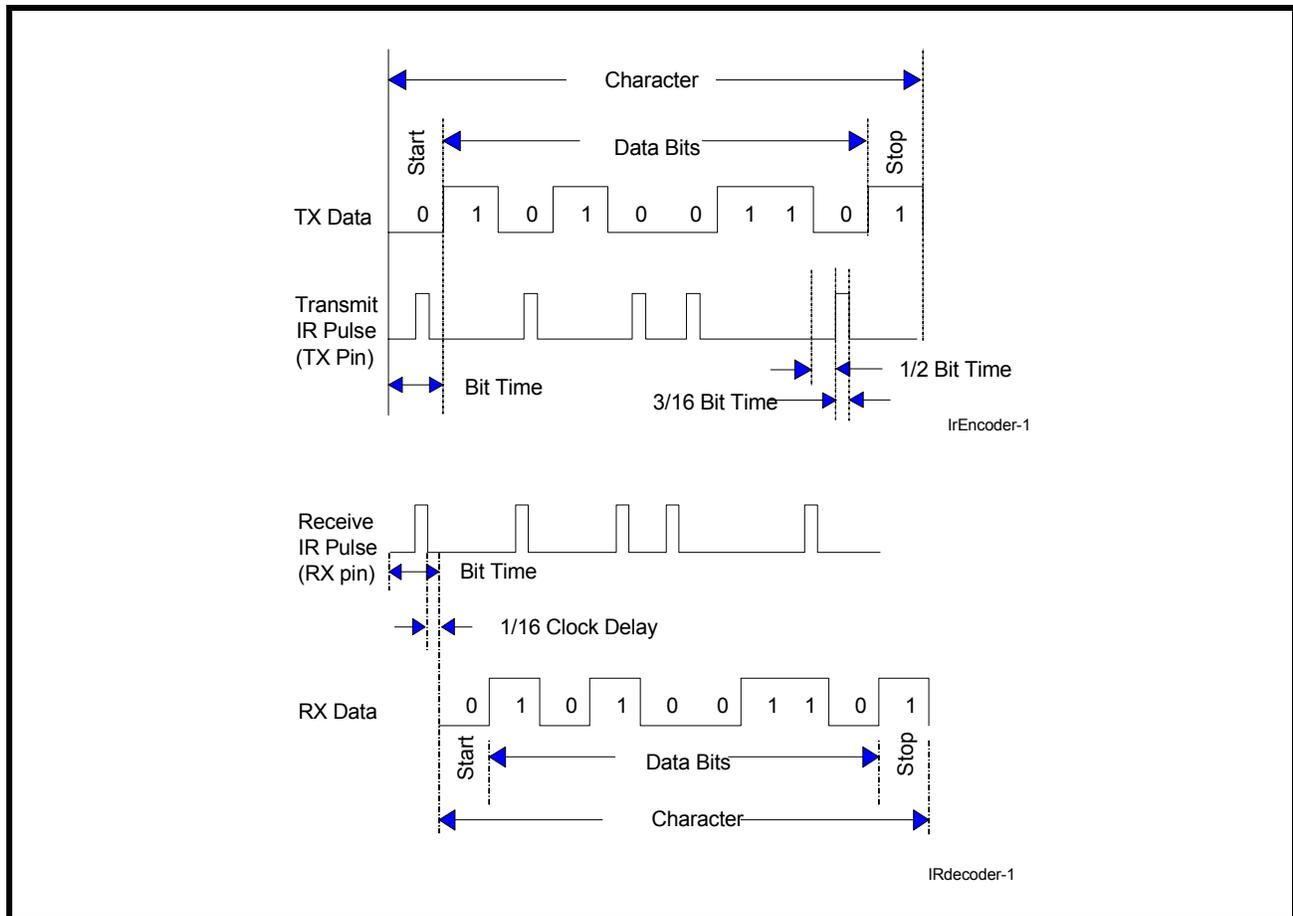 Character
Start
Data Bits
Stop
TX Data
0 1 0 1 0 0 1 1 0 1
Transmit
IR Pulse
(TX Pin)
1/2 Bit Time
Bit Time
3/16 Bit Time
IrEncoder-1
Receive
IR Pulse
(RX pin)
Bit Time
1/16 Clock Delay
RX Data
0 1 0 1 0 0 1 1 0 1
Start
Data Bits
Stop
Character
IRdecoder-1